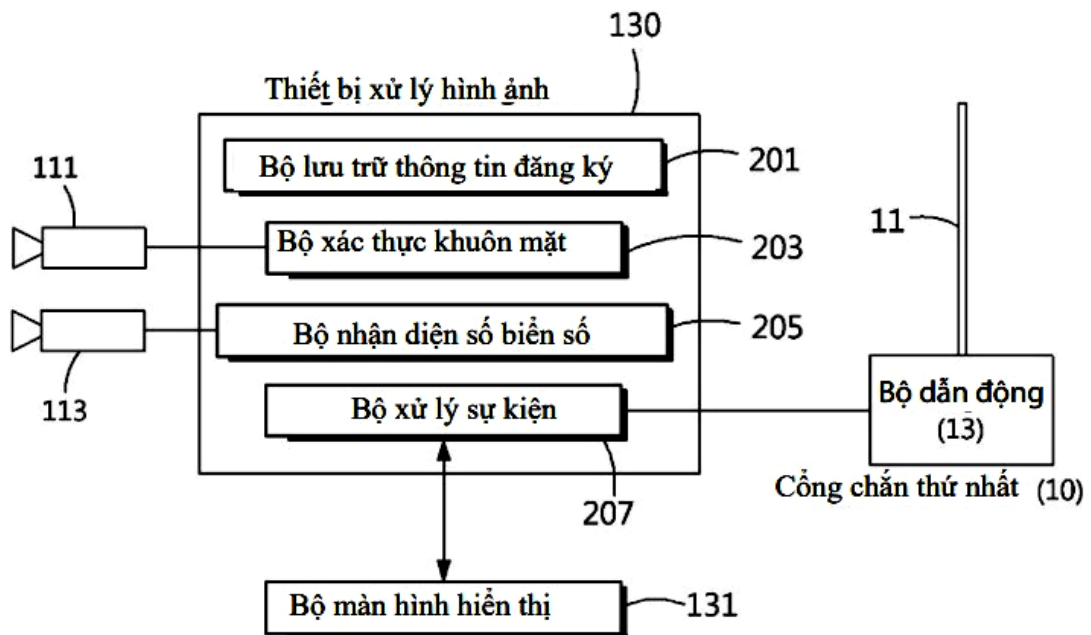 130
Thiết bị xử lý hình ảnh
Bộ lưu trữ thông tin đăng ký
201
111
Bộ xác thực khuôn mặt
203
11
Bộ nhận diện số biển số
205
113
Bộ xử lý sự kiện
207
Bộ dẫn động
(13)
Cổng chắn thứ nhất (10)
Bộ màn hình hiển thị
131